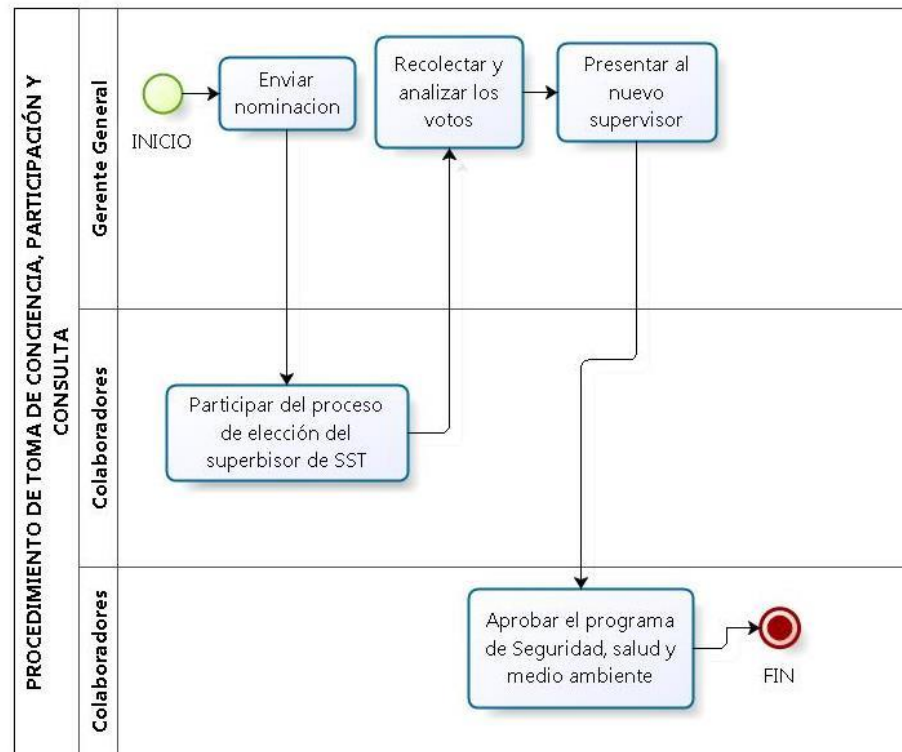 PROCEDIMIENTO DE TOMA DE CONCIENCIA, PARTICIPACIÓN Y
CONSULTA
Gerente General
INICIO
Enviar
nominacion
Recolectar y
analizar los
votos
Presentar al
nuevo
supervisor
Colaboradores
Participar del proceso
de elección del
superbisor de SST
Colaboradores
Aprobar el programa
de Seguridad, salud y
medio ambiente
FIN